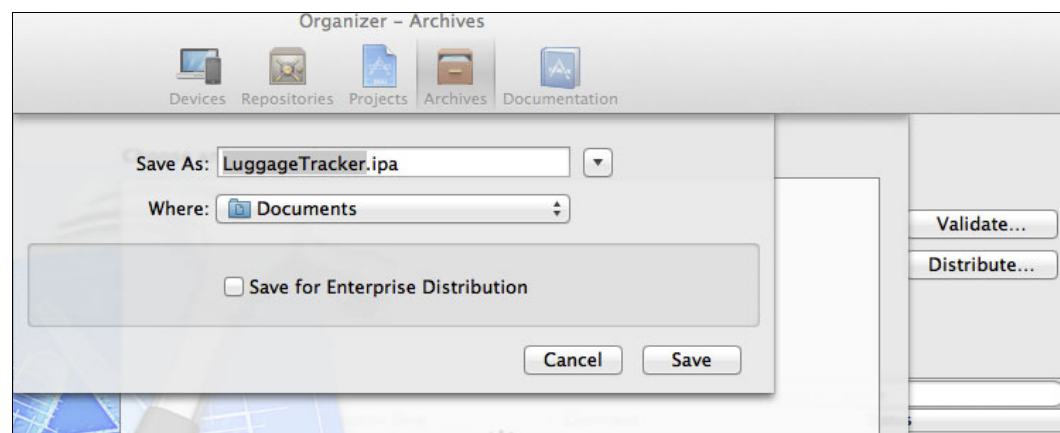 Organizer – Archives
Devices Repositories Projects Archives Documentation
Save As: LuggageTracker.ipa
Where: Documents
Validate...
Distribute...
Save for Enterprise Distribution
Cancel Save